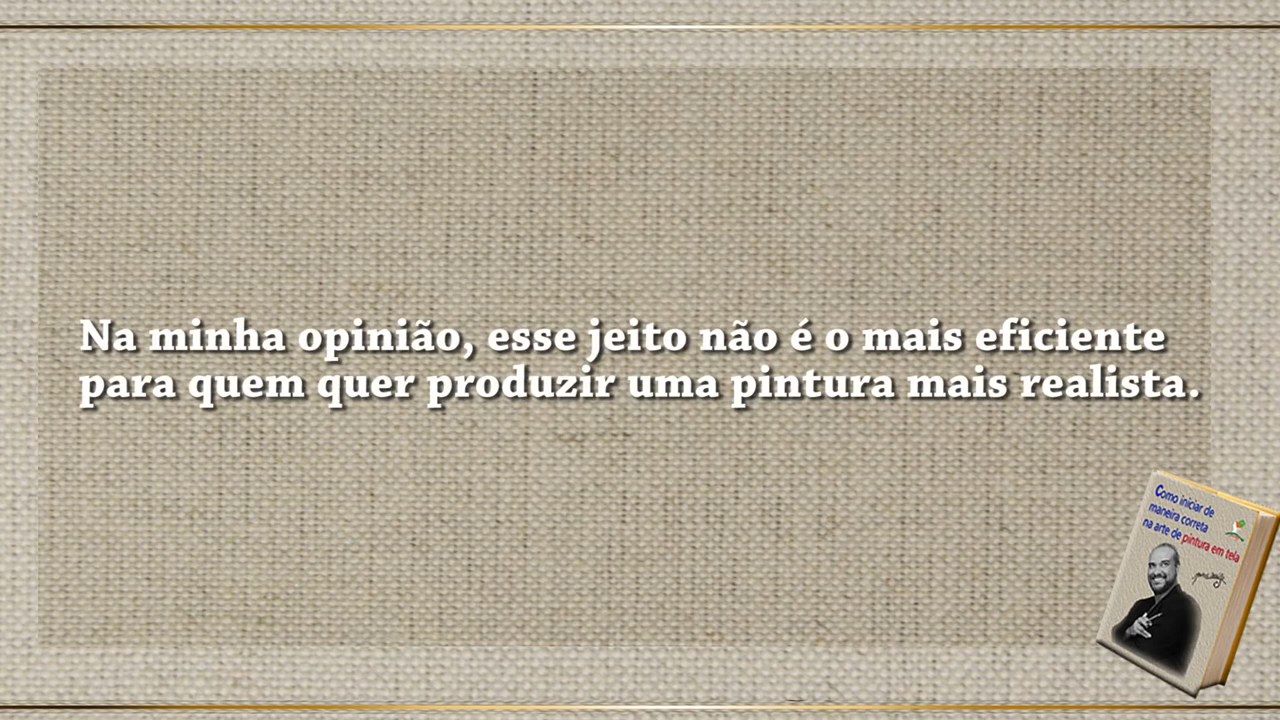 Na minha opinião, esse jeito não é o mais eficiente
para quem quer produzir uma pintura mais realista.
Como iniciar de
maneira correta
na arte de pintura em tela